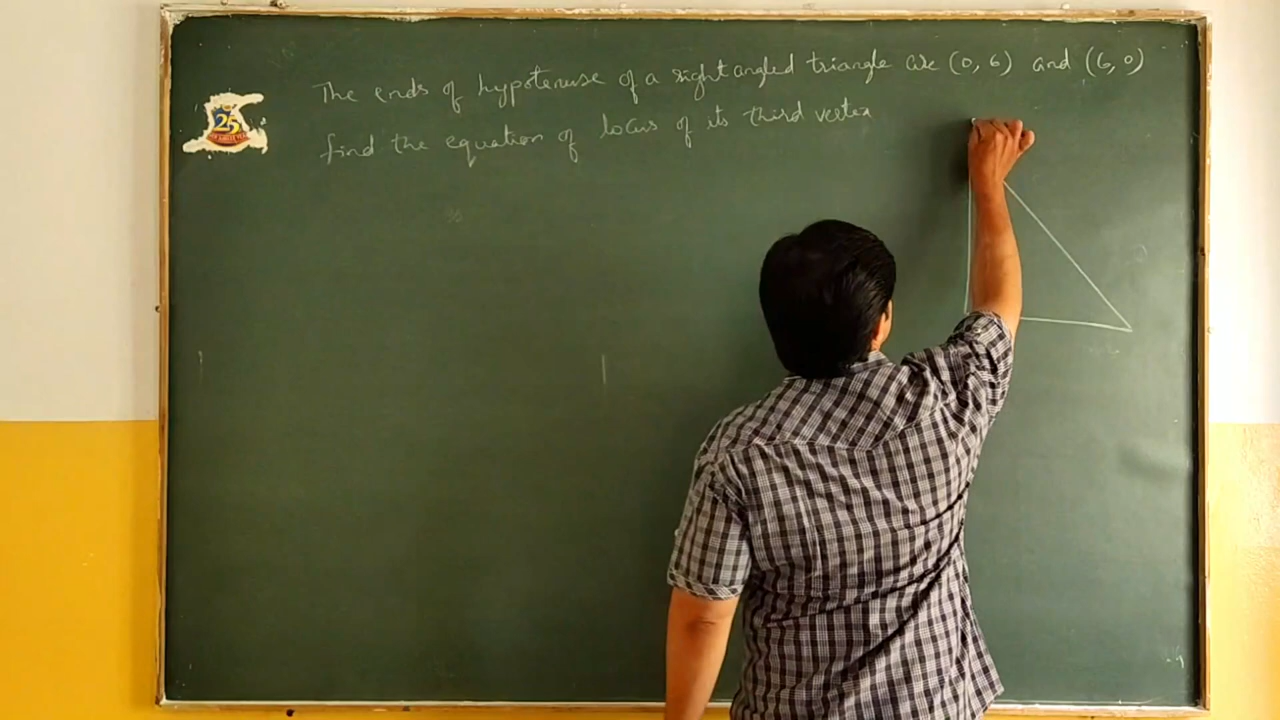 The ends of hypotenuse of a right angled triangle are (0, 6) and (6, 0)
find the equation of locus of its third vertex
25